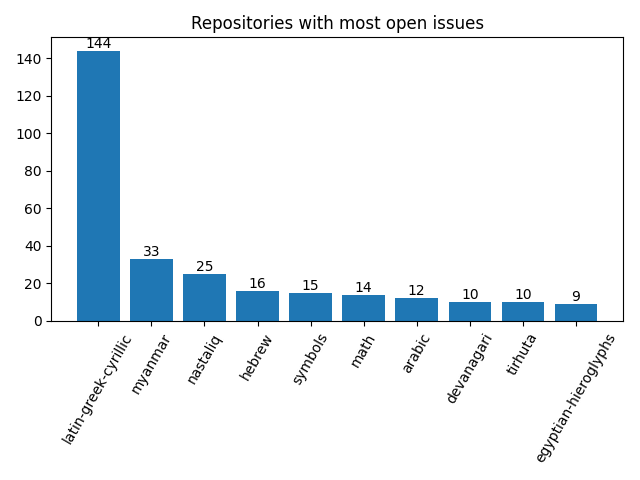 Repositories with most open issues
144
33
25
16
15
14
12
10
10
9
140
120
100
80
60
40
20
0
latin-greek-cyrillic
myanmar
nastaliq
hebrew
symbols
math
arabic
devanagari
tirhuta
egyptian-hieroglyphs